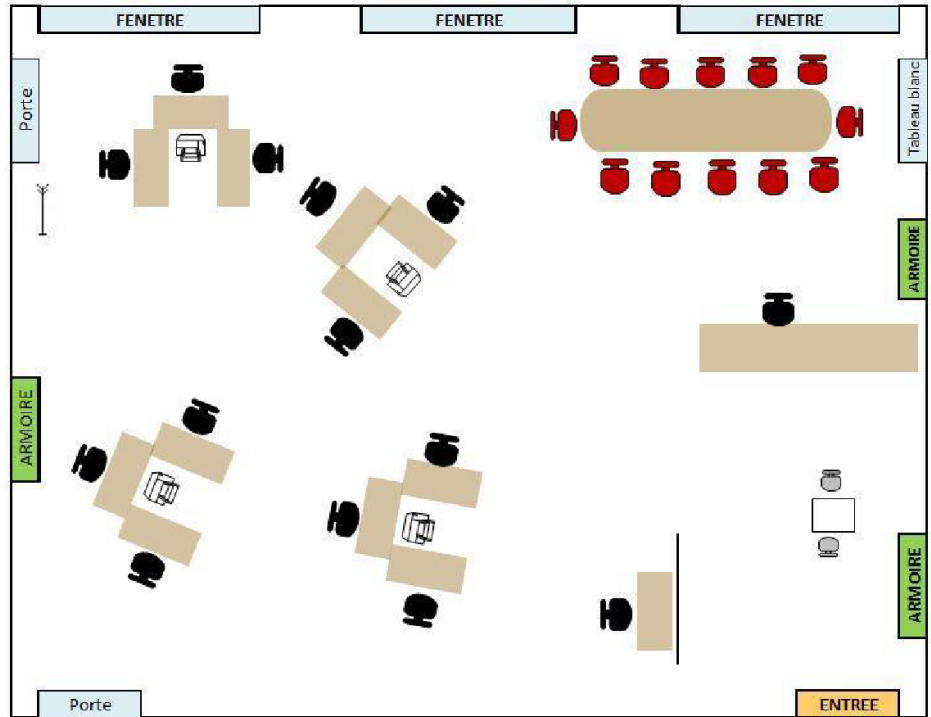 FENETRE
FENETRE
FENETRE
Porte
Tableau blanc
ARMOIRE
ARMOIRE
ARMOIRE
Porte
ENTREE